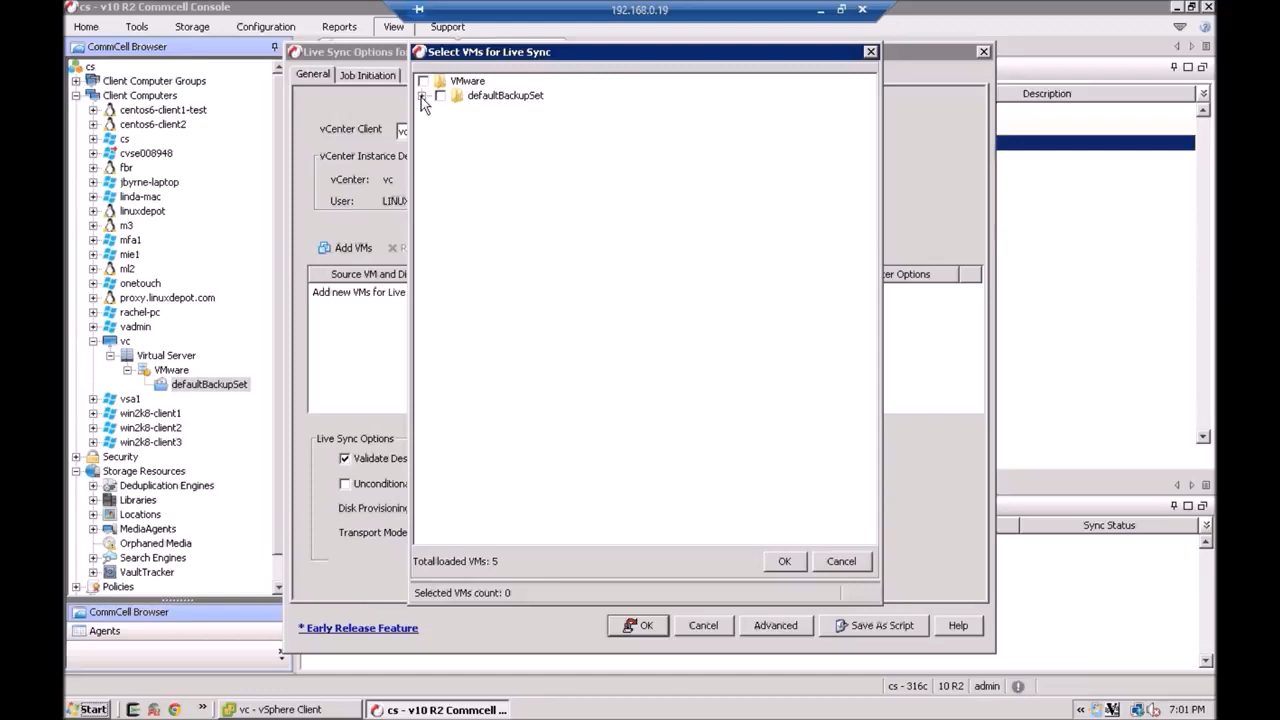 cs - v10 R2 Commcell Console
192.168.0.19
Home Tools Storage Configuration Reports View Support
CommCell Browser
cs
Client Computer Groups
Client Computers
centos6-client1-test
centos6-client2
cs
cvse008948
fbr
jbyrne-laptop
linda-mac
linuxdepot
m3
mfa1
mie1
ml2
onetouch
proxy.linuxdepot.com
rachel-pc
vadmin
vc
Virtual Server
VMware
defaultBackupSet
vsa1
win2k8-client1
win2k8-client2
win2k8-client3
Security
Storage Resources
Deduplication Engines
Libraries
Locations
MediaAgents
Orphaned Media
Search Engines
VaultTracker
Policies
CommCell Browser
Agents
Live Sync Options for
General Job Initiation
vCenter Client vc
vCenter Instance De
vCenter: vc
User: LINUX
Add VMs R
Source VM and Di
er Options
Add new VMs for Live
Live Sync Options
Validate Des
Unconditiona
Disk Provisioning
Transport Mode
* Early Release Feature
OK Cancel Advanced Save As Script Help
Select VMs for Live Sync
VMware
defaultBackupSet
Total loaded VMs: 5
OK Cancel
Selected VMs count: 0
Description
Sync Status
cs - 316c 10 R2 admin
Start
vc - vSphere Client
cs - v10 R2 Commcell ...
7:01 PM